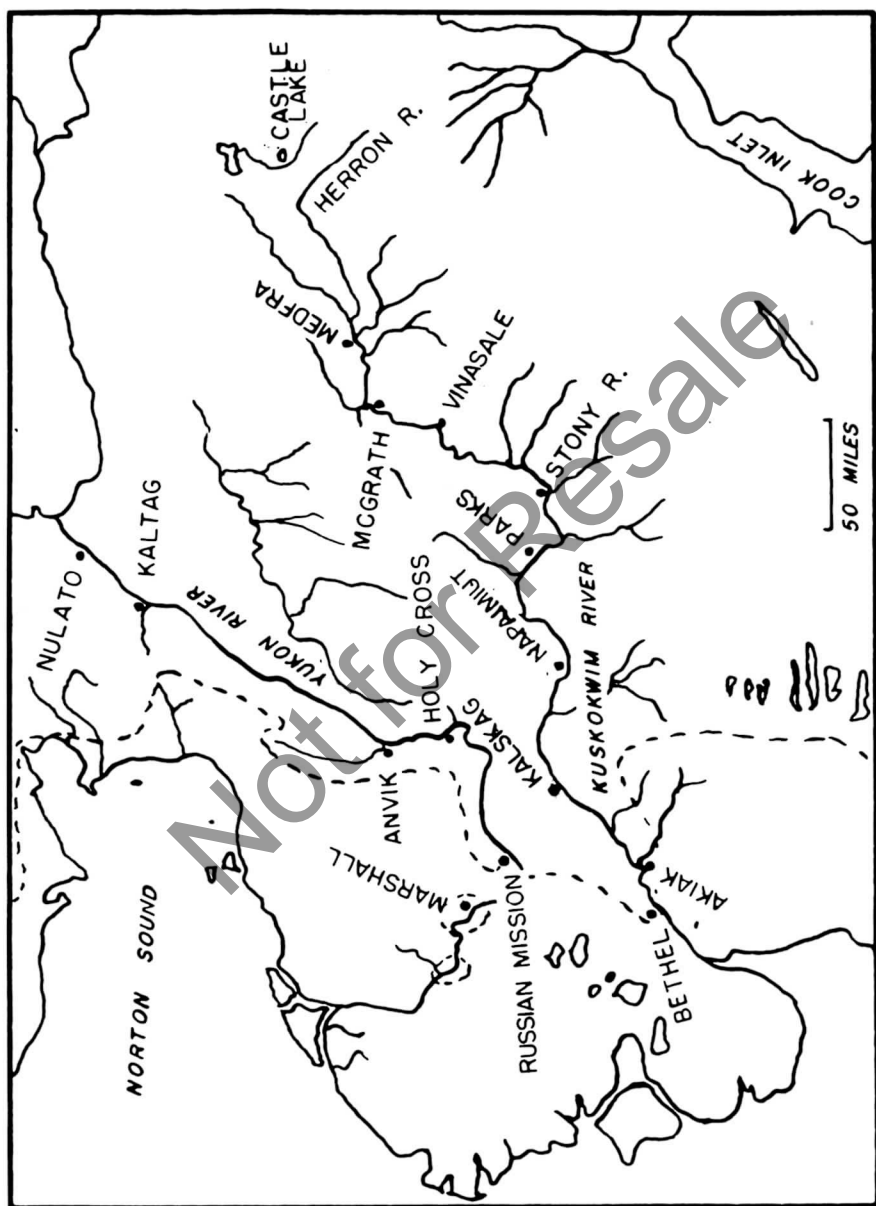 CASTLE
LAKE
HERRON R.
COOK INLET
MEDFRA
VINASALE
MCGRATH
STONY R.
PARKS
50 MILES
NULATO
KALTAG
YUKON RIVER
HOLY CROSS
NAPAIMIUT
KALSKAG
KUSKOKWIM RIVER
ANVIK
MARSHALL
NORTON SOUND
RUSSIAN MISSION
AKIAK
BETHEL
Not for Resale